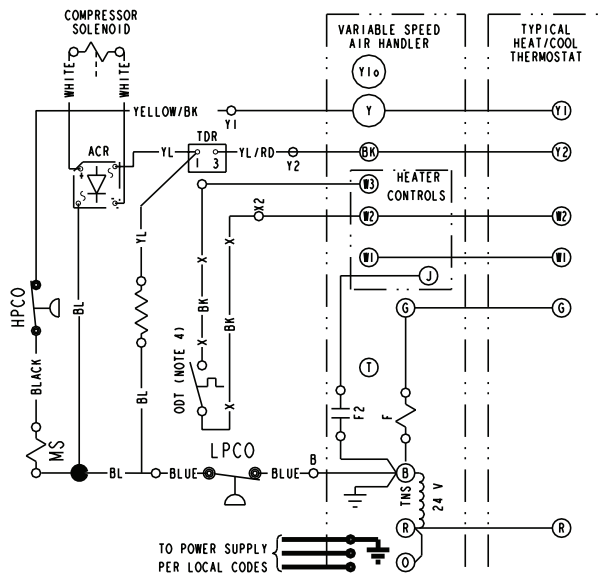 COMPRESSOR
SOLENOID
VARIABLE SPEED
AIR HANDLER
TYPICAL
HEAT/COOL
THERMOSTAT
WHITE
WHITE
Y1o
YELLOW/BK
Y1
Y
Y1
ACR
YL
TDR
1 3
YL/RD
Y2
BK
Y2
HEATER
CONTROLS
W3
X2
W2
W2
W1
W1
YL
X
X
J
HPCO
BL
BK
BK
G
G
BLACK
ODT (NOTE 4)
X
X
T
BL
F2
F
MS
LPCO
BL
BLUE
BLUE
B
B
TNS
24 V
R
R
O
TO POWER SUPPLY
PER LOCAL CODES